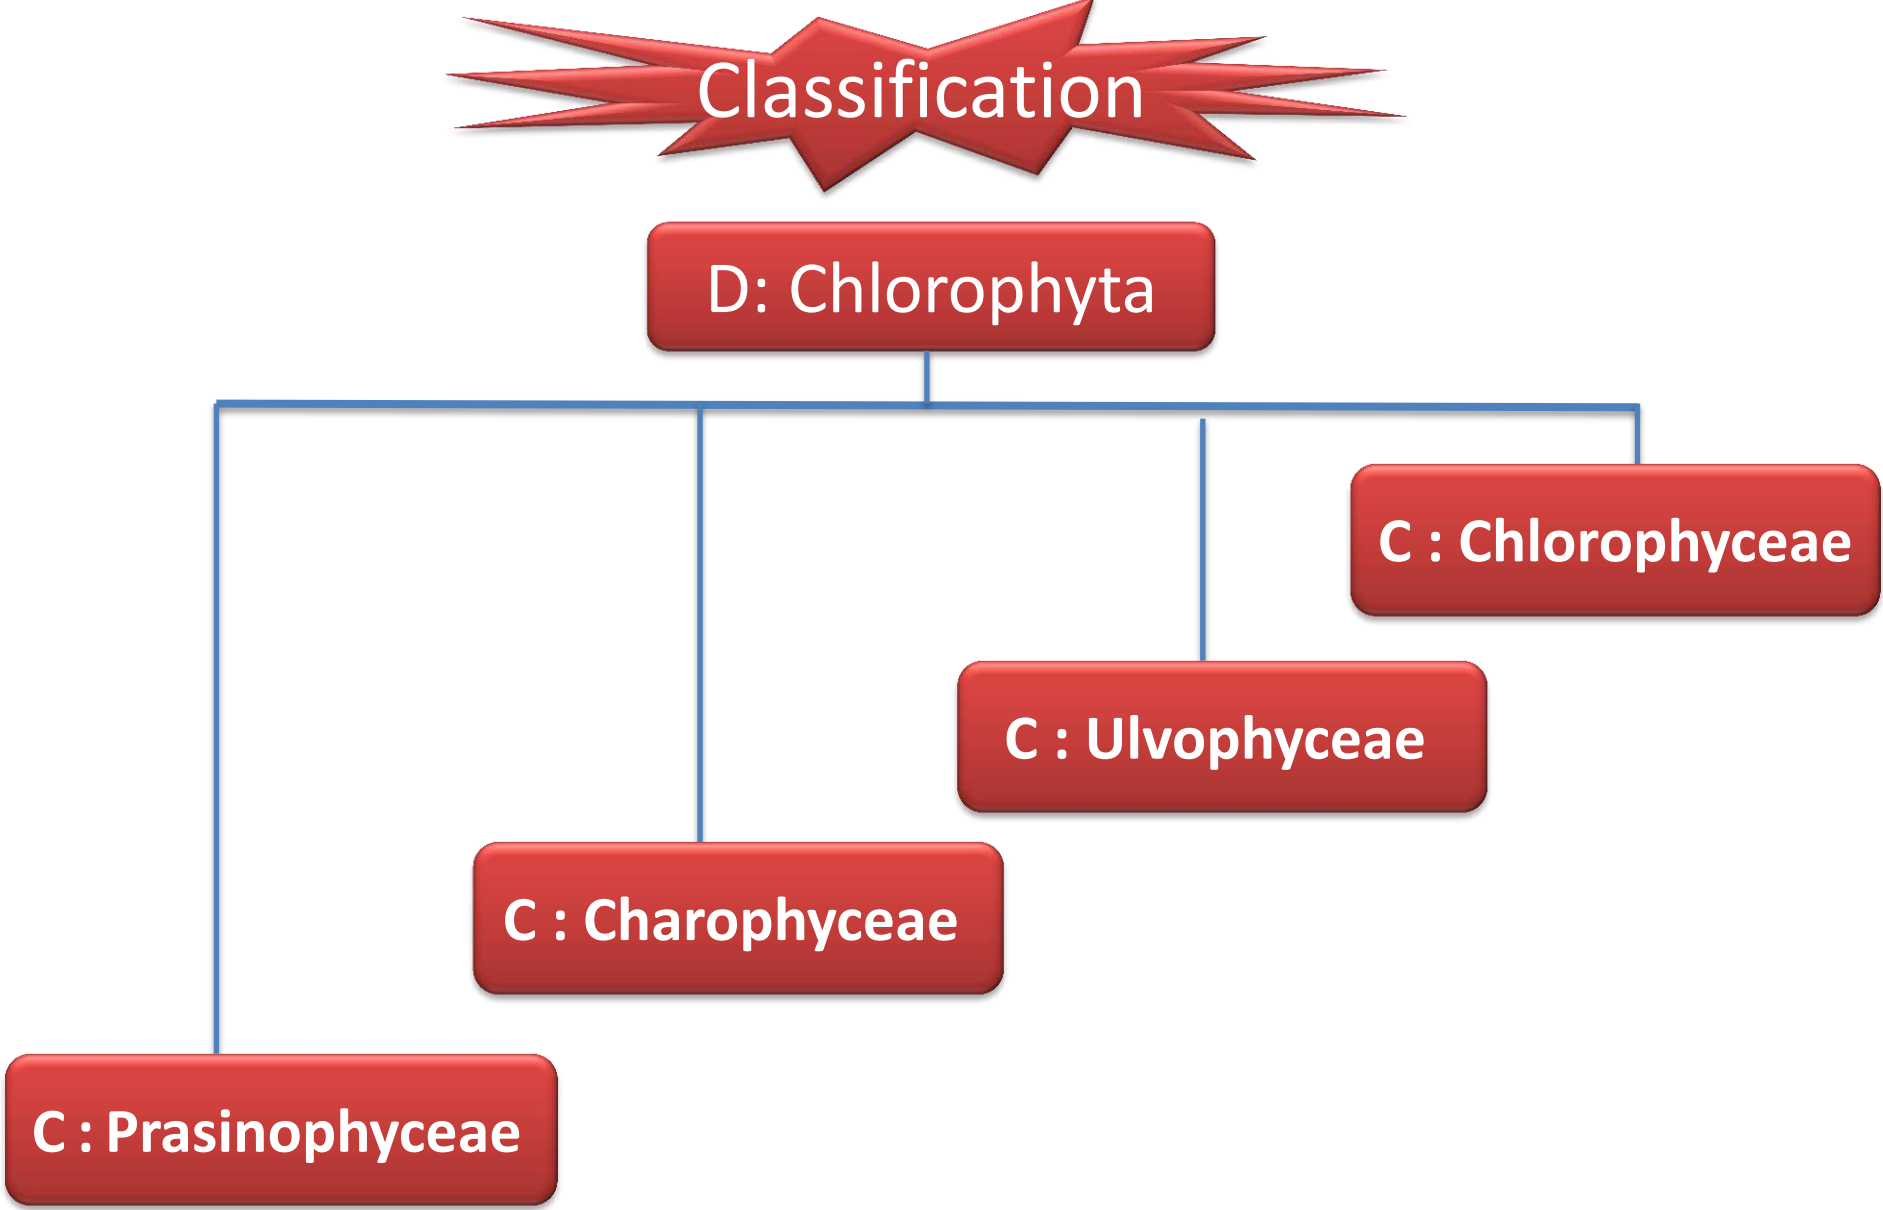 Classification
D: Chlorophyta
C : Chlorophyceae
C : Ulvophyceae
C : Charophyceae
C : Prasinophyceae